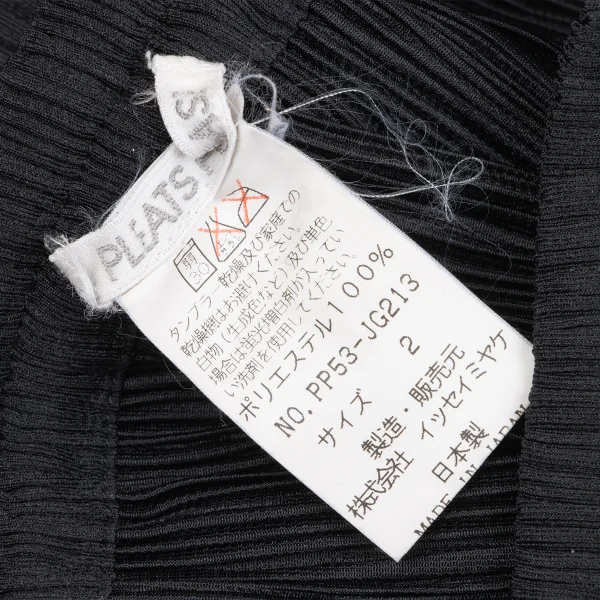 PLEATS
弱
30
タンブラー乾燥及び家庭での
乾燥機はお避けください。
白物(生成色など)及び単色
場合は蛍光増白剤が入ってい
い洗剤を使用してください。
ポリエステル100%
NO.PP53-JG213
サイズ 2
製造・販売元
株式会社 イッセイミヤケ
日本製
MADE IN JAPAN